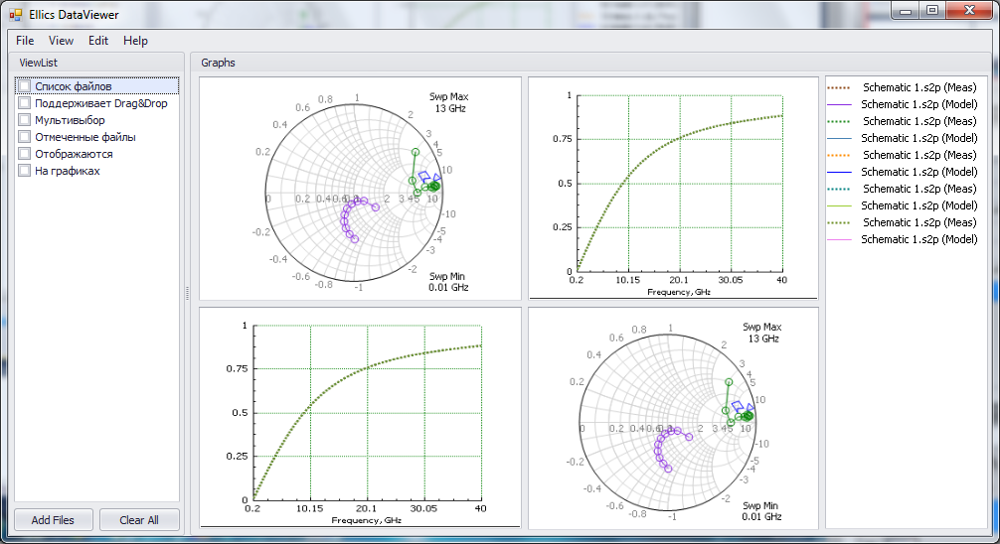 Ellics DataViewer
File View Edit Help
ViewList
Список файлов
Поддерживает Drag&Drop
Мультивыбор
Отмеченные файлы
Отображаются
На графиках
Add Files
Clear All
Graphs
Swp Max
13 GHz
0.2
0.4
0.6
0.8
1
2
3
4
5
10
-10
-5
-4
-3
-2
-1
-0.8
-0.6
-0.4
-0.2
0 0.2 0.4 0.6 0.8 1 2 3 4 5 10
Swp Min
0.01 GHz
1
0.75
0.5
0.25
0
0.2 10.15 20.1 30.05 40
Frequency, GHz
1
0.75
0.5
0.25
0
0.2 10.15 20.1 30.05 40
Frequency, GHz
Swp Max
13 GHz
0.2
0.4
0.6
0.8
1
2
3
4
5
10
-10
-5
-4
-3
-2
-1
-0.8
-0.6
-0.4
-0.2
0 0.2 0.4 0.6 2 3 4 5 10
Swp Min
0.01 GHz
Schematic 1.s2p (Meas)
Schematic 1.s2p (Model)
Schematic 1.s2p (Meas)
Schematic 1.s2p (Model)
Schematic 1.s2p (Meas)
Schematic 1.s2p (Model)
Schematic 1.s2p (Meas)
Schematic 1.s2p (Model)
Schematic 1.s2p (Meas)
Schematic 1.s2p (Model)